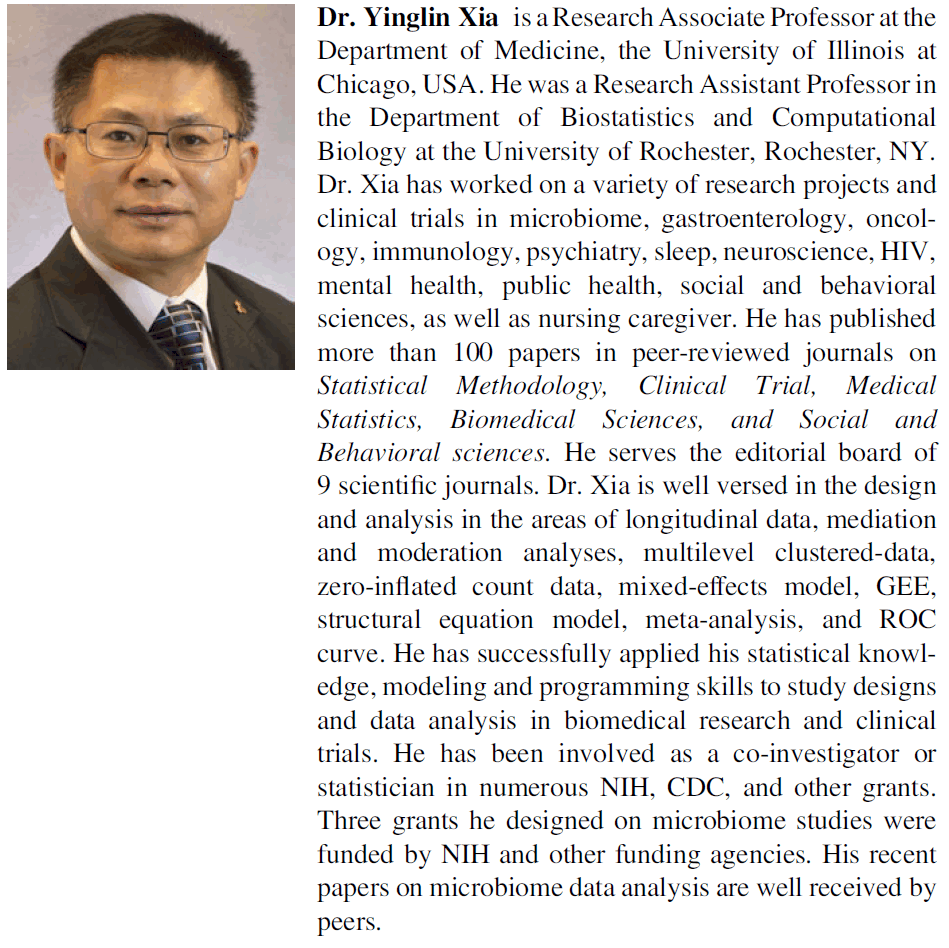 Dr. Yinglin Xia is a Research Associate Professor at the
Department of Medicine, the University of Illinois at
Chicago, USA. He was a Research Assistant Professor in
the Department of Biostatistics and Computational
Biology at the University of Rochester, Rochester, NY.
Dr. Xia has worked on a variety of research projects and
clinical trials in microbiome, gastroenterology, oncol-
ogy, immunology, psychiatry, sleep, neuroscience, HIV,
mental health, public health, social and behavioral
sciences, as well as nursing caregiver. He has published
more than 100 papers in peer-reviewed journals on
Statistical Methodology, Clinical Trial, Medical
Statistics, Biomedical Sciences, and Social and
Behavioral sciences. He serves the editorial board of
9 scientific journals. Dr. Xia is well versed in the design
and analysis in the areas of longitudinal data, mediation
and moderation analyses, multilevel clustered-data,
zero-inflated count data, mixed-effects model, GEE,
structural equation model, meta-analysis, and ROC
curve. He has successfully applied his statistical knowl-
edge, modeling and programming skills to study designs
and data analysis in biomedical research and clinical
trials. He has been involved as a co-investigator or
statistician in numerous NIH, CDC, and other grants.
Three grants he designed on microbiome studies were
funded by NIH and other funding agencies. His recent
papers on microbiome data analysis are well received by
peers.